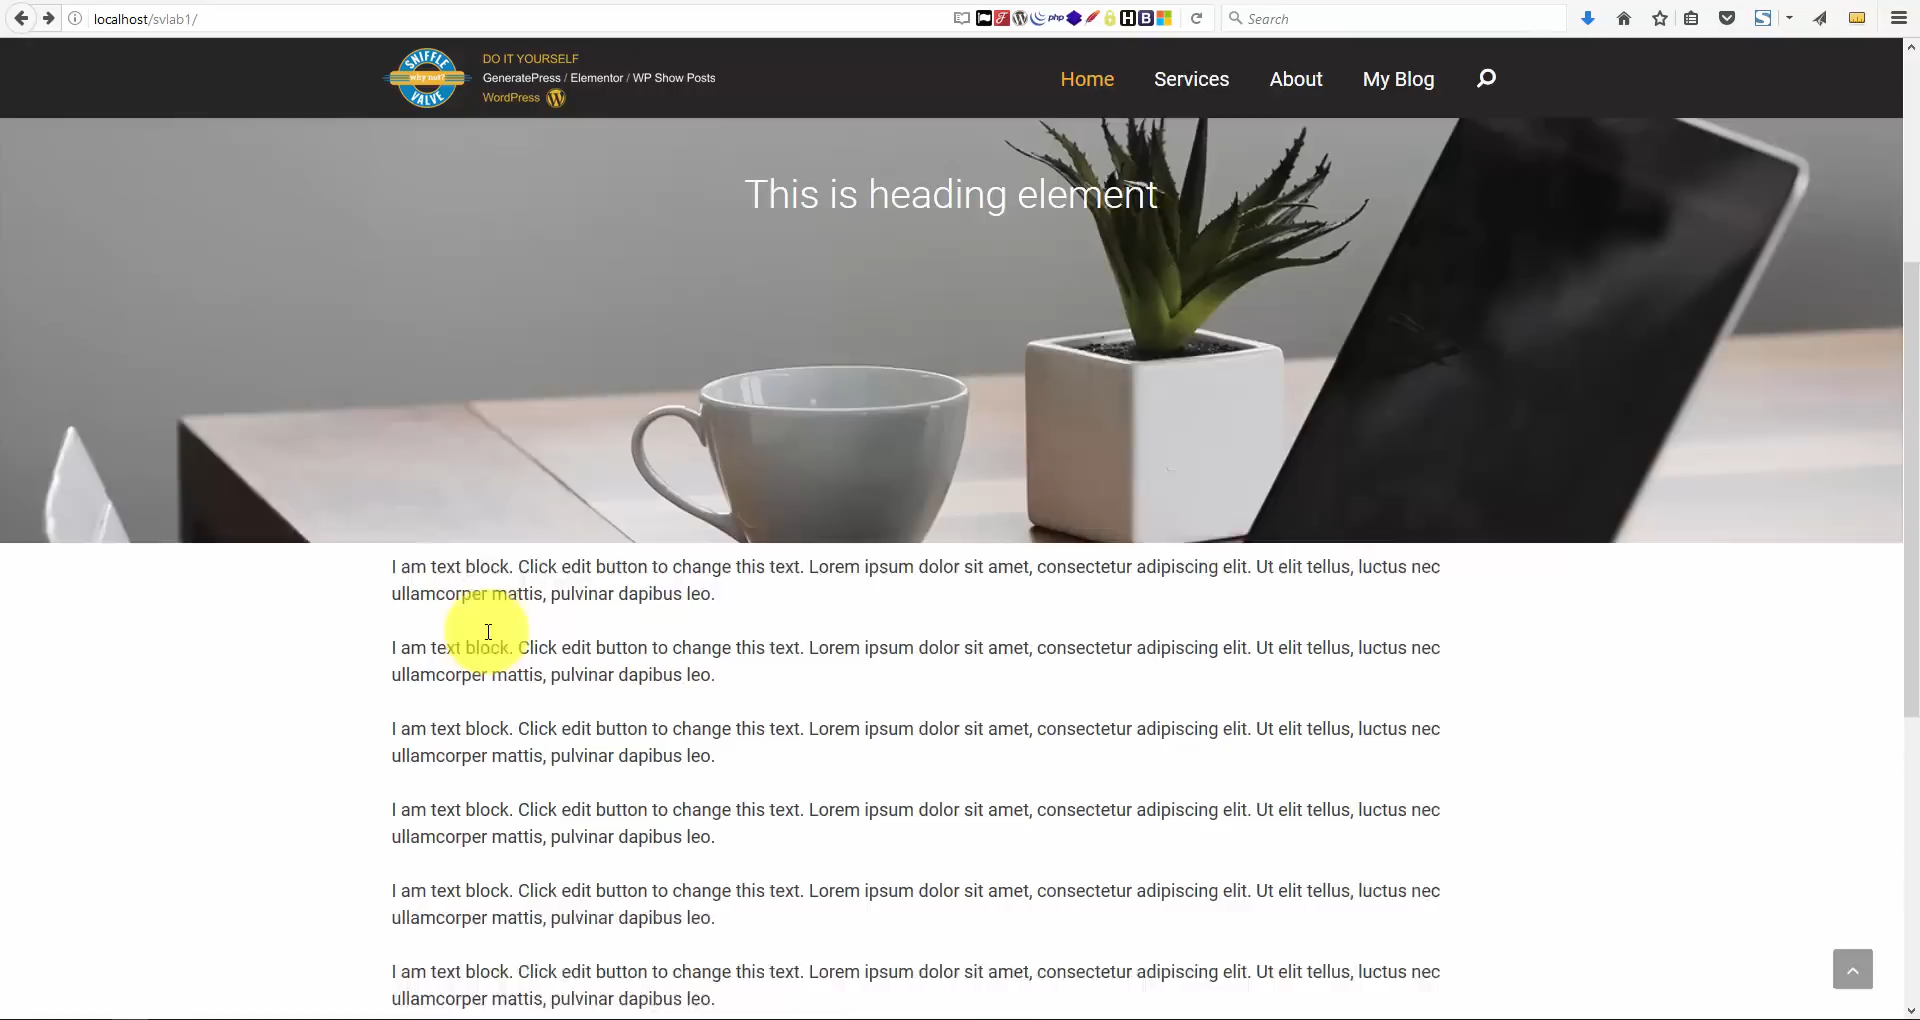 localhost/svlab1/
php
H
B
S
Search
SNIFFLE
why not?
VALVE
DO IT YOURSELF
GeneratePress / Elementor / WP Show Posts
WordPress
Home
Services
About
My Blog
This is heading element
I am text block. Click edit button to change this text. Lorem ipsum dolor sit amet, consectetur adipiscing elit. Ut elit tellus, luctus nec
ullamcorper mattis, pulvinar dapibus leo.
I am text block. Click edit button to change this text. Lorem ipsum dolor sit amet, consectetur adipiscing elit. Ut elit tellus, luctus nec
ullamcorper mattis, pulvinar dapibus leo.
I am text block. Click edit button to change this text. Lorem ipsum dolor sit amet, consectetur adipiscing elit. Ut elit tellus, luctus nec
ullamcorper mattis, pulvinar dapibus leo.
I am text block. Click edit button to change this text. Lorem ipsum dolor sit amet, consectetur adipiscing elit. Ut elit tellus, luctus nec
ullamcorper mattis, pulvinar dapibus leo.
I am text block. Click edit button to change this text. Lorem ipsum dolor sit amet, consectetur adipiscing elit. Ut elit tellus, luctus nec
ullamcorper mattis, pulvinar dapibus leo.
I am text block. Click edit button to change this text. Lorem ipsum dolor sit amet, consectetur adipiscing elit. Ut elit tellus, luctus nec
ullamcorper mattis, pulvinar dapibus leo.